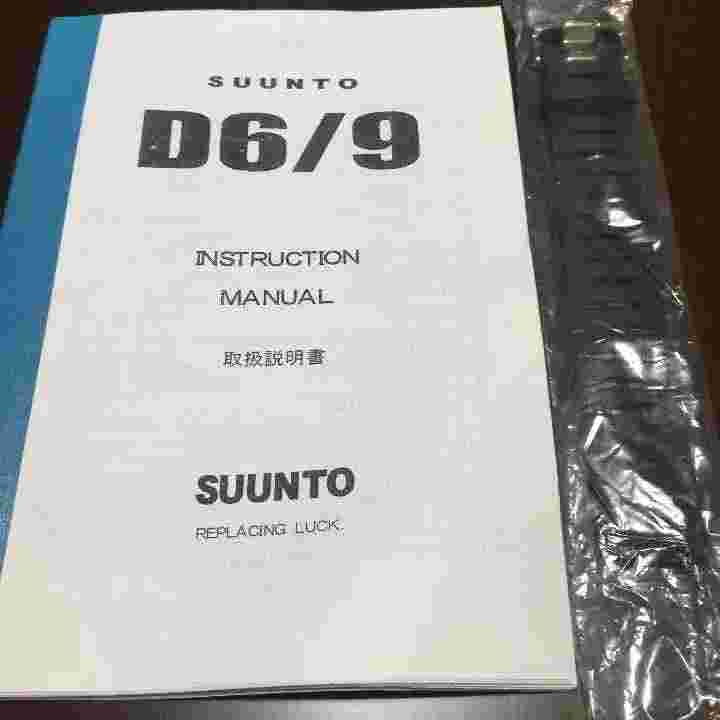 SUUNTO
D6/9
INSTRUCTION
MANUAL
取扱説明書
SUUNTO
REPLACING LUCK.